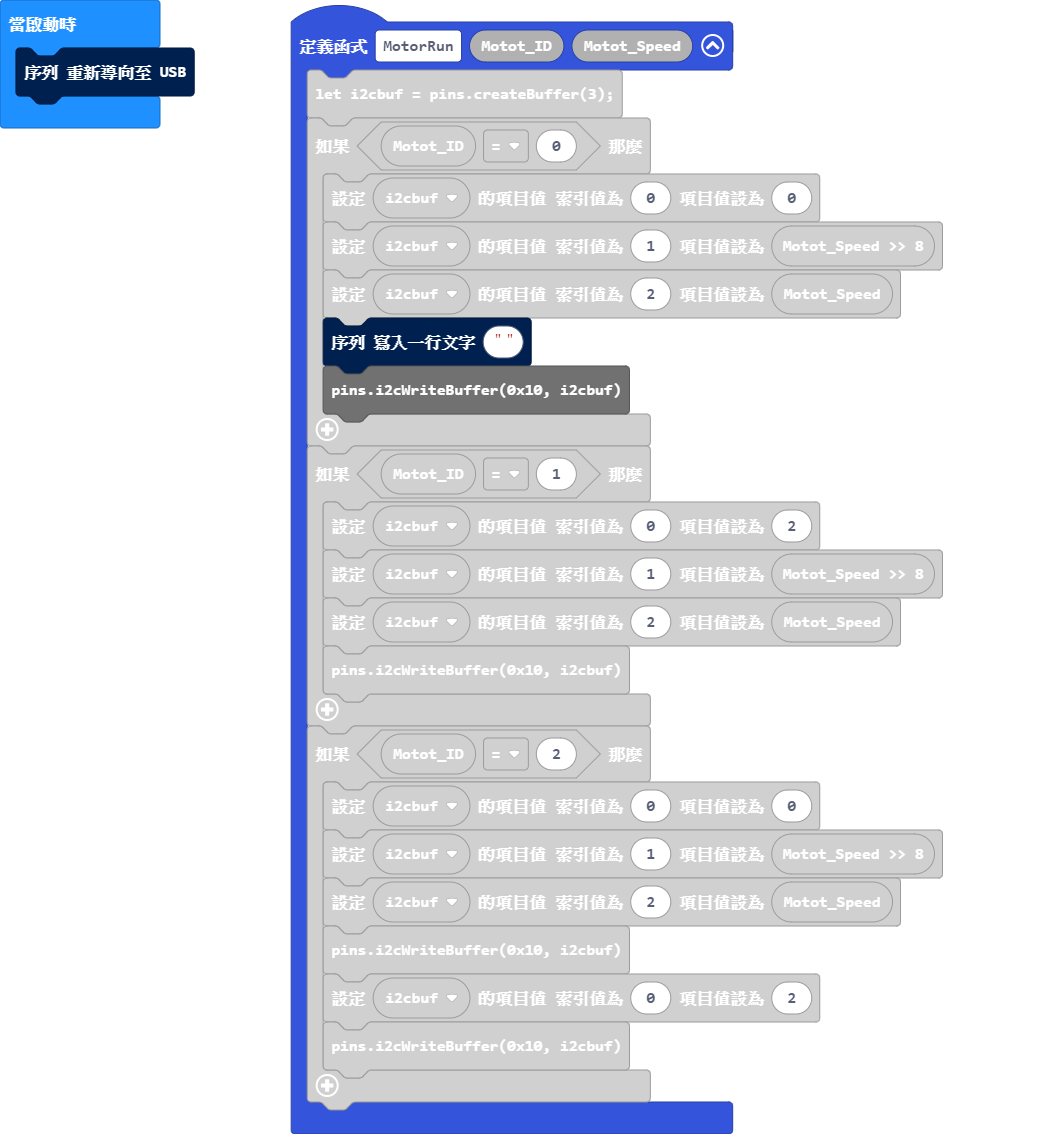 當啟動時
序列 重新導向至 USB
定義函式 MotorRun Motot_ID Motot_Speed
let i2cbuf = pins.createBuffer(3);
如果 Motot_ID = 0 那麼
設定 i2cbuf 的項目值 索引值為 0 項目值設為 0
設定 i2cbuf 的項目值 索引值為 1 項目值設為 Motot_Speed >> 8
設定 i2cbuf 的項目值 索引值為 2 項目值設為 Motot_Speed
序列 寫入一行文字 " "
pins.i2cWriteBuffer(0x10, i2cbuf)
如果 Motot_ID = 1 那麼
設定 i2cbuf 的項目值 索引值為 0 項目值設為 2
設定 i2cbuf 的項目值 索引值為 1 項目值設為 Motot_Speed >> 8
設定 i2cbuf 的項目值 索引值為 2 項目值設為 Motot_Speed
pins.i2cWriteBuffer(0x10, i2cbuf)
如果 Motot_ID = 2 那麼
設定 i2cbuf 的項目值 索引值為 0 項目值設為 0
設定 i2cbuf 的項目值 索引值為 1 項目值設為 Motot_Speed >> 8
設定 i2cbuf 的項目值 索引值為 2 項目值設為 Motot_Speed
pins.i2cWriteBuffer(0x10, i2cbuf)
設定 i2cbuf 的項目值 索引值為 0 項目值設為 2
pins.i2cWriteBuffer(0x10, i2cbuf)